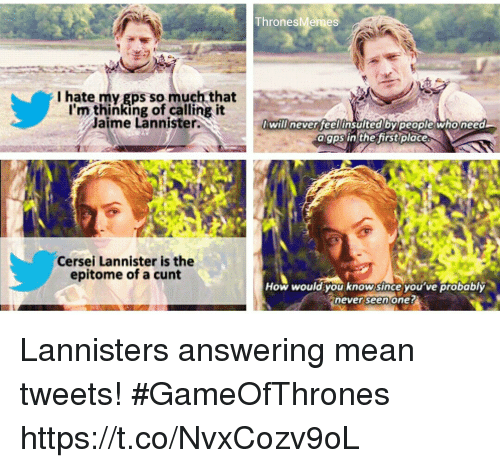 ThronesMemes
I hate my gps so much that
I'm thinking of calling it
Jaime Lannister.
I will never feel insulted by people who need
a gps in the first place.
Cersei Lannister is the
epitome of a cunt
How would you know since you've probably
never seen one?
Lannisters answering mean
tweets! #GameOfThrones
https://t.co/NvxCozv9oL